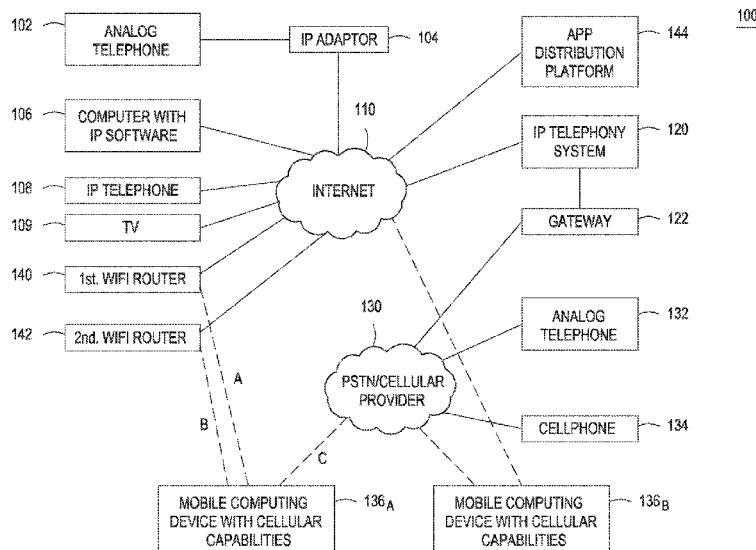 100
102
ANALOG
TELEPHONE
IP ADAPTOR
104
APP
DISTRIBUTION
PLATFORM
144
106
COMPUTER WITH
IP SOFTWARE
110
INTERNET
IP TELEPHONY
SYSTEM
120
108
IP TELEPHONE
109
TV
GATEWAY
122
140
1st. WIFI ROUTER
142
2nd. WIFI ROUTER
130
PSTN/CELLULAR
PROVIDER
ANALOG
TELEPHONE
132
CELLPHONE
134
A
B
C
MOBILE COMPUTING
DEVICE WITH CELLULAR
CAPABILITIES
136A
MOBILE COMPUTING
DEVICE WITH CELLULAR
CAPABILITIES
136B